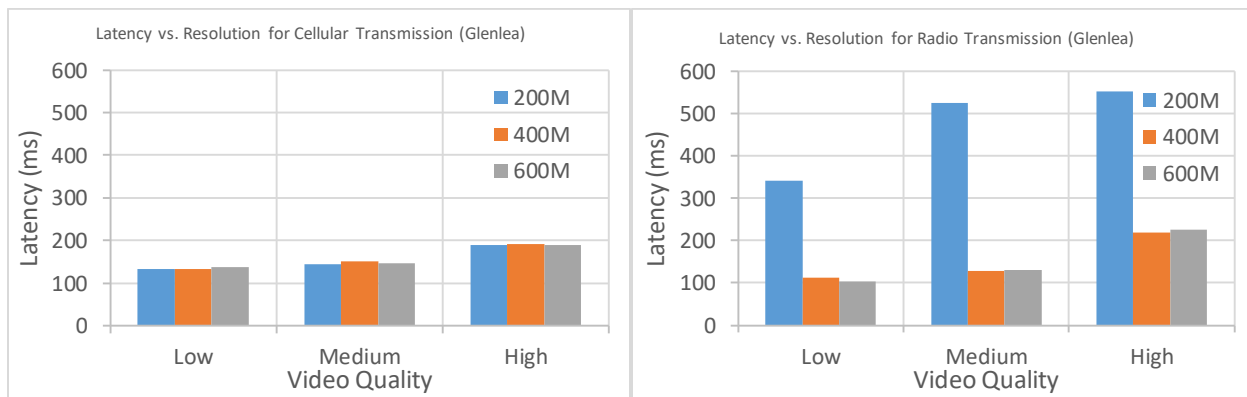 Latency vs. Resolution for Cellular Transmission (Glenlea)
600
500
400
300
200
100
0
Latency (ms)
200M
400M
600M
Low Medium High
Video Quality
Latency vs. Resolution for Radio Transmission (Glenlea)
600
500
400
300
200
100
0
Latency (ms)
200M
400M
600M
Low Medium High
Video Quality